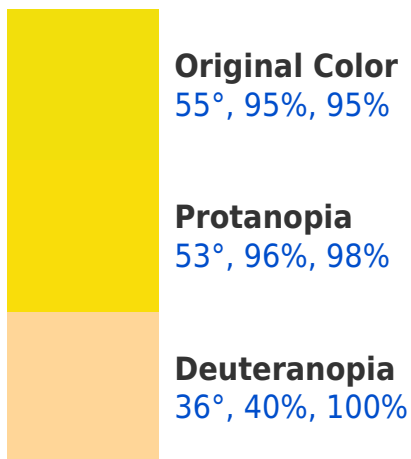 Original Color
55°, 95%, 95%
Protanopia
53°, 96%, 98%
Deuteranopia
36°, 40%, 100%